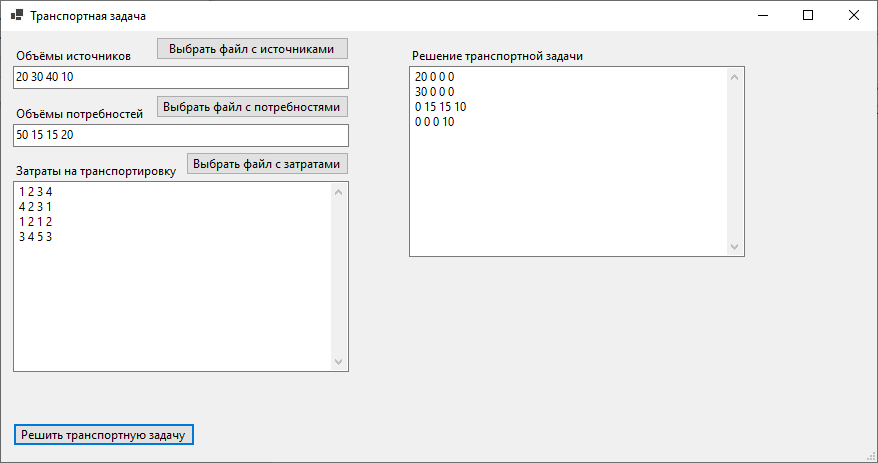 Транспортная задача
Объёмы источников
Выбрать файл с источниками
20 30 40 10
Объёмы потребностей
Выбрать файл с потребностями
50 15 15 20
Затраты на транспортировку
Выбрать файл с затратами
1 2 3 4
4 2 3 1
1 2 1 2
3 4 5 3
Решить транспортную задачу
Решение транспортной задачи
20 0 0 0
30 0 0 0
0 15 15 10
0 0 0 10